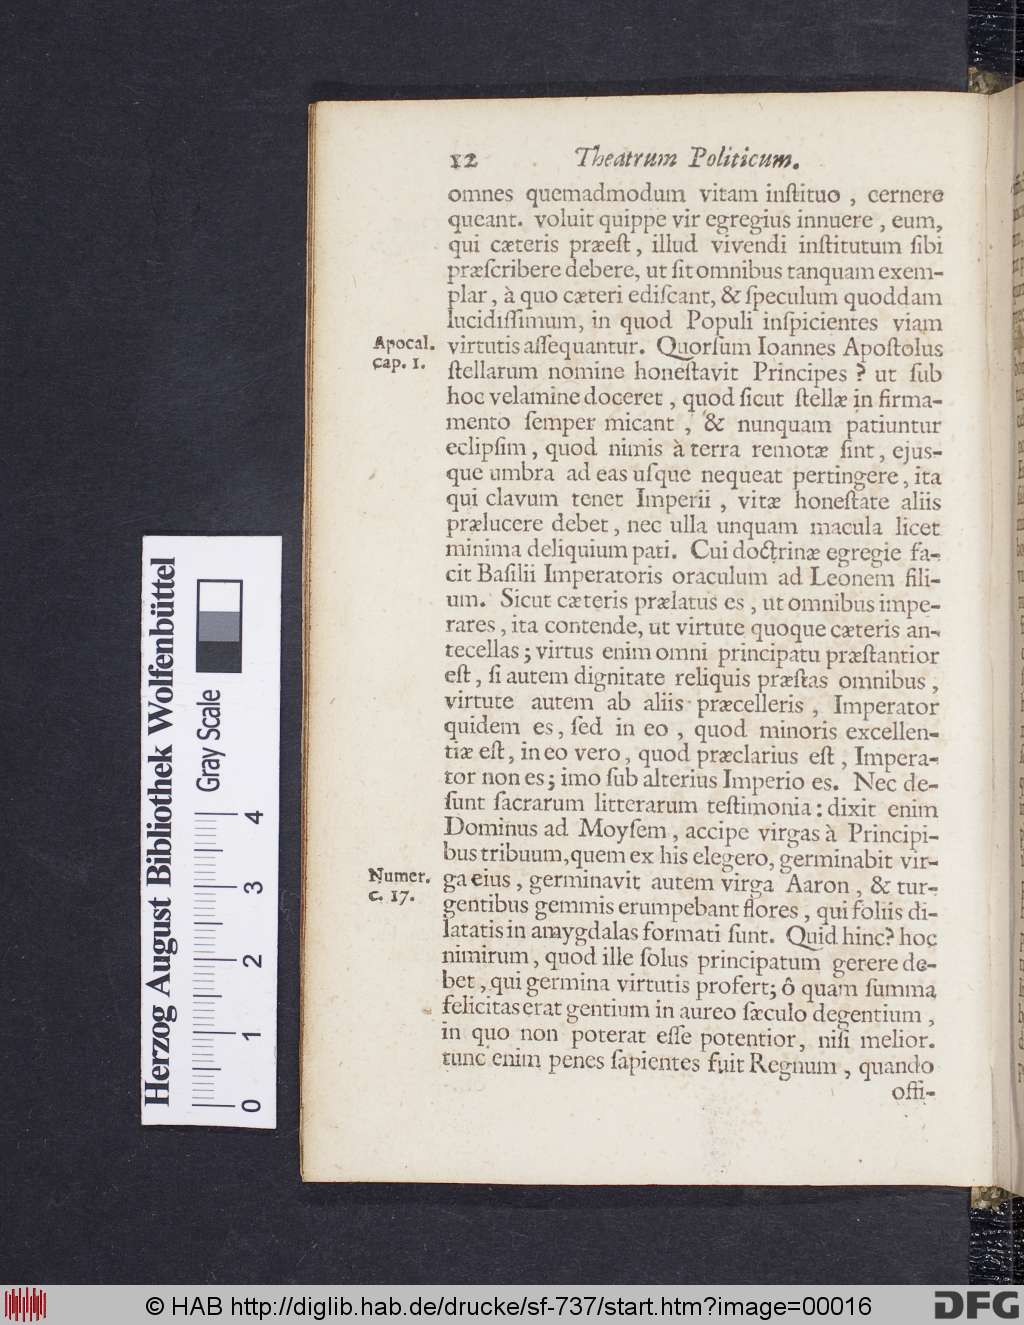 12 Theatrum Politicum.
omnes quemadmodum vitam inſtituo , cernere
queant. voluit quippe vir egregius innuere , eum,
qui cæteris præeſt , illud vivendi inſtitutum ſibi
præſcribere debere, ut ſit omnibus tanquam exem-
plar , à quo cæteri ediſcant, & ſpeculum quoddam
lucidiſſimum, in quod Populi inſpicientes viam
Apocal.
cap. 1.
virtutis aſſequantur. Quorſum Ioannes Apoſtolus
ſtellarum nomine honeſtavit Principes ? ut ſub
hoc velamine doceret , quod ſicut ſtellæ in firma-
mento ſemper micant , & nunquam patiuntur
eclipſim , quod nimis à terra remotæ ſint , ejus-
que umbra ad eas uſque nequeat pertingere , ita
qui clavum tenet Imperii , vitæ honeſtate aliis
prælucere debet , nec ulla unquam macula licet
minima deliquium pati. Cui doctrinæ egregie fa-
cit Baſilii Imperatoris oraculum ad Leonem fili-
um. Sicut cæteris prælatus es , ut omnibus impe-
rares , ita contende, ut virtute quoque cæteris an-
tecellas ; virtus enim omni principatu præſtantior
eſt , ſi autem dignitate reliquis præſtas omnibus ,
virtute autem ab aliis præcelleris , Imperator
quidem es , ſed in eo , quod minoris excellen-
tiæ eſt , in eo vero , quod præclarius eſt , Impera-
tor non es ; imo ſub alterius Imperio es. Nec de-
ſunt ſacrarum litterarum teſtimonia : dixit enim
Dominus ad Moyſem , accipe virgas à Principi-
bus tribuum, quem ex his elegero, germinabit vir-
Numer.
c. 17.
ga eius , germinavit autem virga Aaron , & tur-
gentibus gemmis erumpebant flores , qui foliis di-
latatis in amygdalas formati ſunt. Quid hinc? hoc
nimirum , quod ille ſolus principatum gerere de-
bet , qui germina virtutis profert; ô quam ſumma
felicitas erat gentium in aureo ſæculo degentium ,
in quo non poterat eſſe potentior, niſi melior.
tunc enim penes ſapientes fuit Regnum , quando
oſti-
Herzog August Bibliothek Wolfenbüttel
Gray Scale
0 1 2 3 4
© HAB http://diglib.hab.de/drucke/sf-737/start.htm?image=00016
DFG